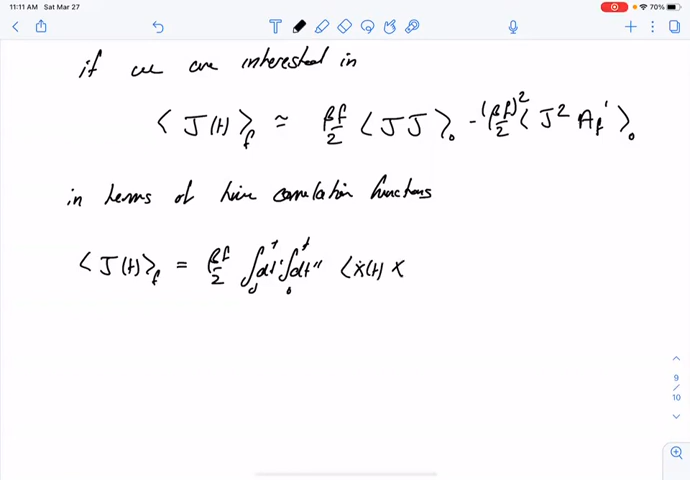 11:11 AM Sat Mar 27
70%
if we are interested in
⟨ J(t) ⟩_f ≃ βf/2 ⟨ J J ⟩_0 - (βf)^2/2 ⟨ J^2 A_f' ⟩_0
in terms of time correlation functions
⟨ J(t) ⟩_f = βf/2 ∫_0^t dt' ∫_0^t dt'' ⟨ ẋ(t) x
9
/
10